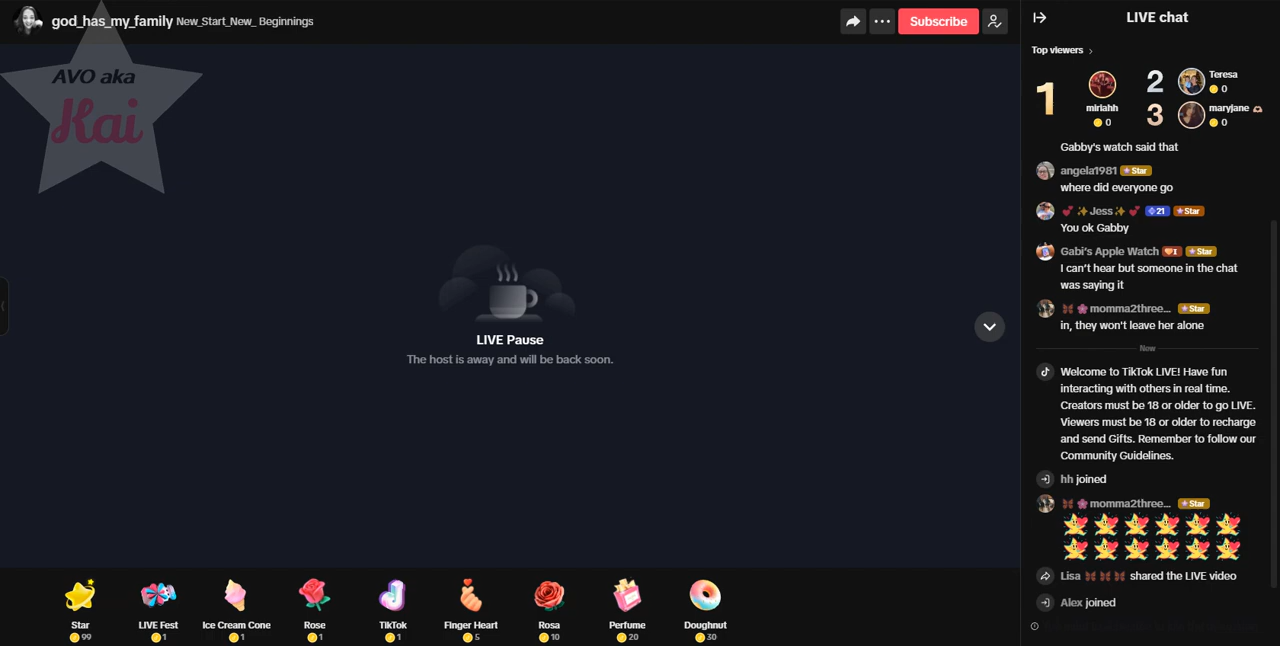 god_has_my_family New_Start_New_ Beginnings
Subscribe
AVO aka
Kai
LIVE Pause
The host is away and will be back soon.
Star
99
LIVE Fest
1
Ice Cream Cone
1
Rose
1
TikTok
1
Finger Heart
5
Rosa
10
Perfume
20
Doughnut
30
LIVE chat
Top viewers
1
miriahh
0
2
Teresa
0
3
maryjane
0
Gabby's watch said that
angela1981 Star
where did everyone go
Jess 21 Star
You ok Gabby
Gabi's Apple Watch I Star
I can't hear but someone in the chat
was saying it
momma2three... Star
in, they won't leave her alone
Now
Welcome to TikTok LIVE! Have fun
interacting with others in real time.
Creators must be 18 or older to go LIVE.
Viewers must be 18 or older to recharge
and send Gifts. Remember to follow our
Community Guidelines.
hh joined
momma2three... Star
Lisa shared the LIVE video
Alex joined